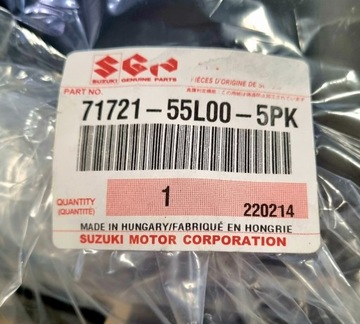 SGP
SUZUKI GENUINE PARTS
PIÈCES D'ORIGINE DE
PART NO.
71721-55L00-5PK
QUANTITY
(QUANTITÉ)
1
220214
MADE IN HUNGARY/FABRIQUÉ EN HONGRIE
SUZUKI MOTOR CORPORATION